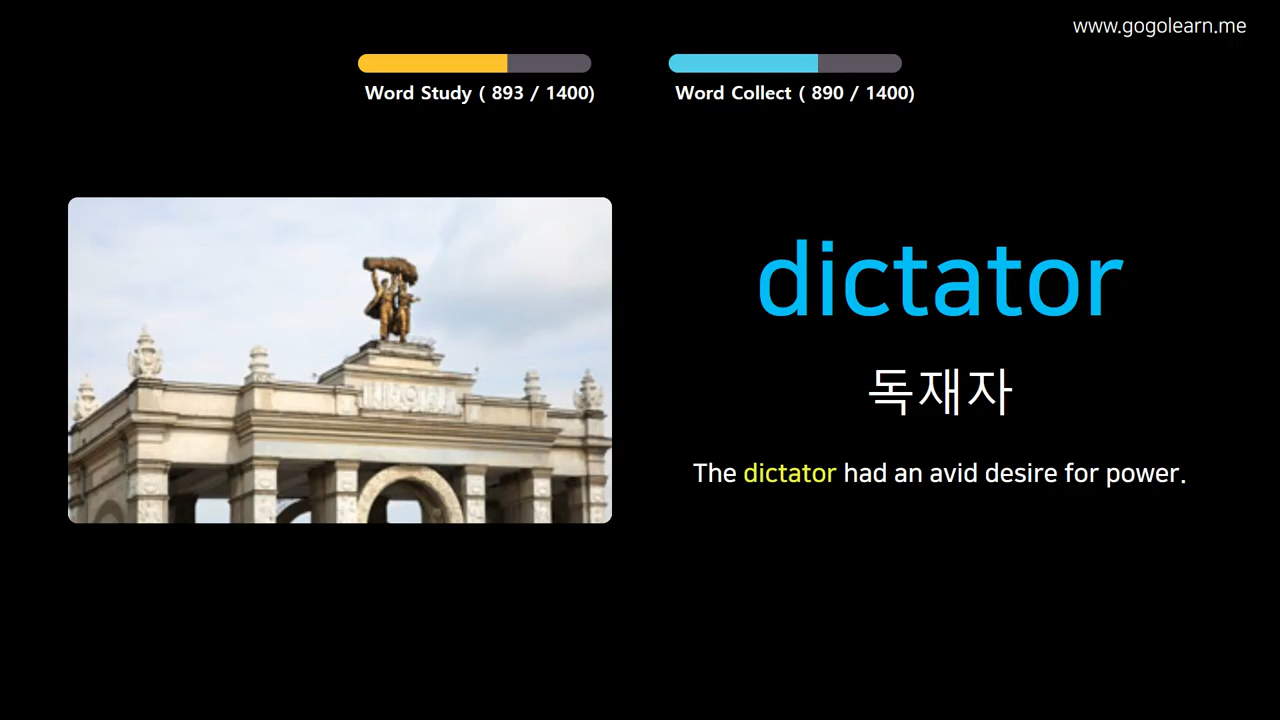 www.gogolearn.me
Word Study ( 893 / 1400)
Word Collect ( 890 / 1400)
dictator
독재자
The dictator had an avid desire for power.